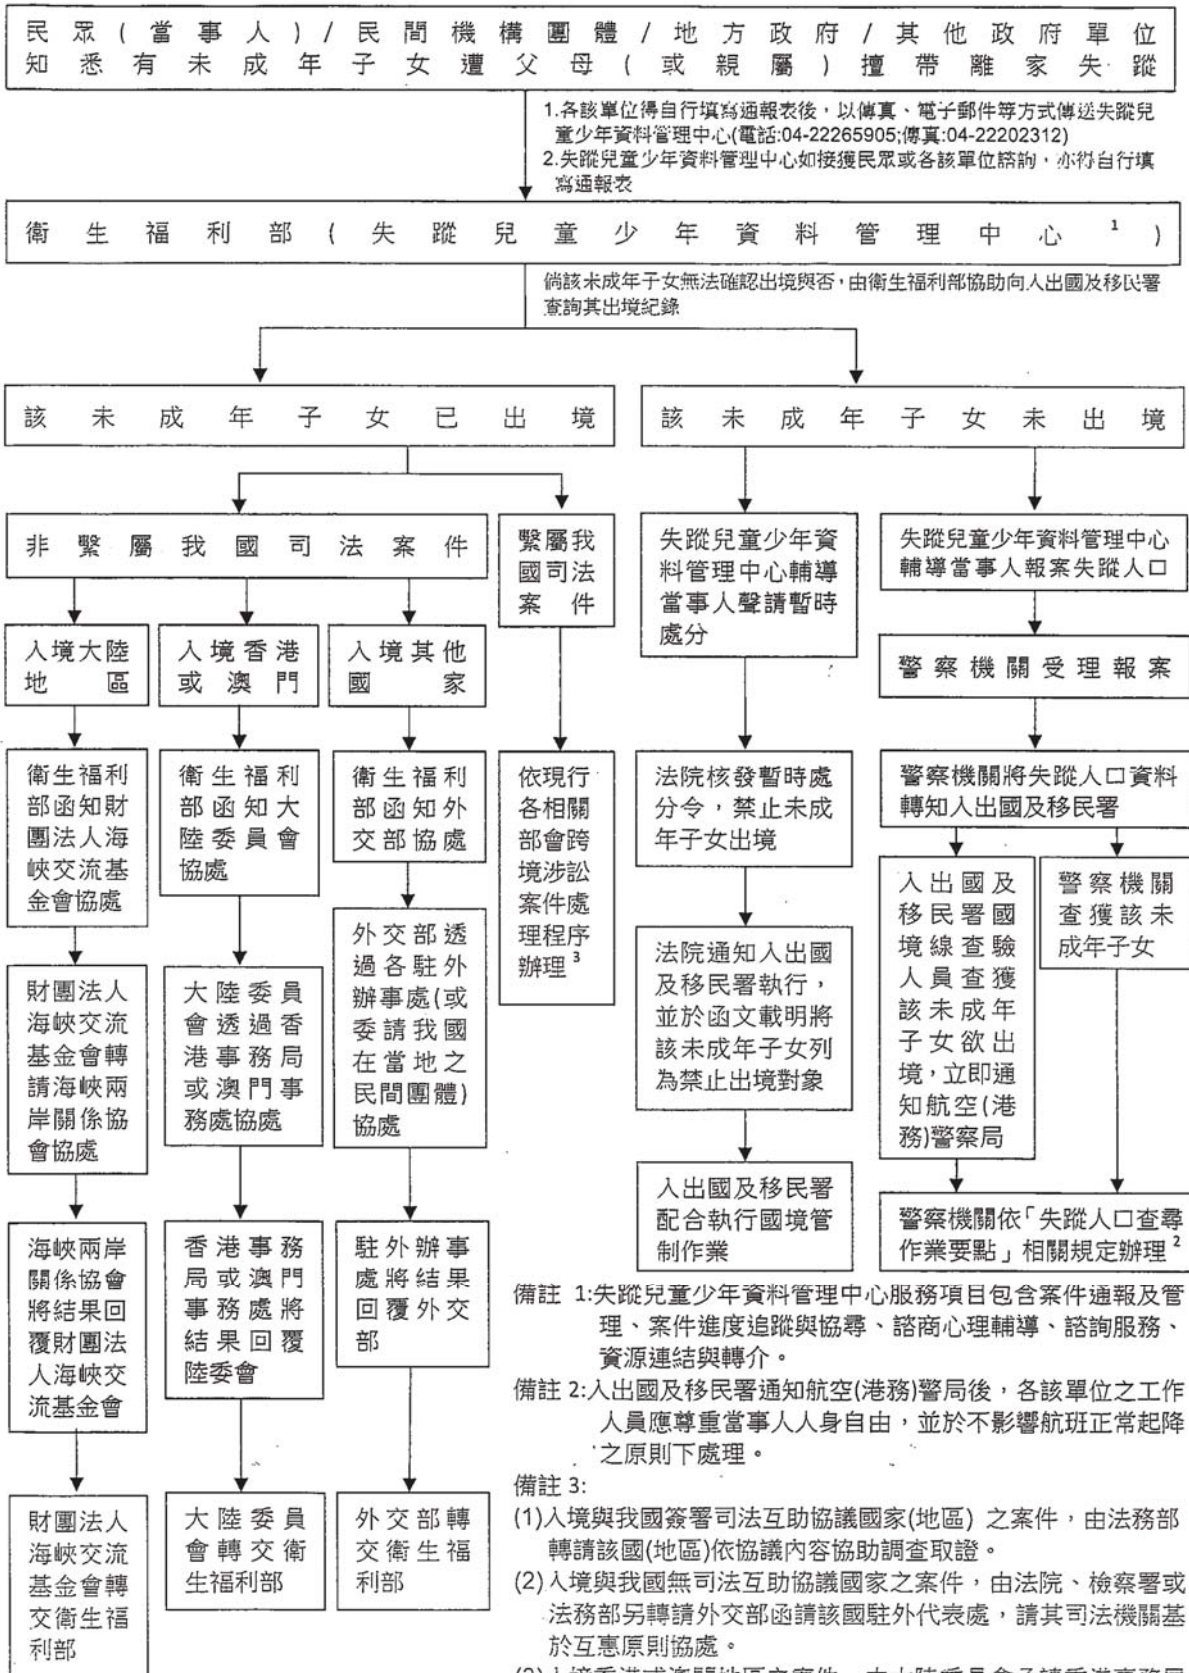 民眾(當事人)/民間機構團體/地方政府/其他政府單位
知悉有未成年子女遭父母(或親屬)擅帶離家失蹤
1.各該單位得自行填寫通報表後，以傳真、電子郵件等方式傳送失蹤兒
童少年資料管理中心(電話:04-22265905;傳真:04-22202312)
2.失蹤兒童少年資料管理中心如接獲民眾或各該單位諮詢，亦得自行填
寫通報表
衛生福利部(失蹤兒童少年資料管理中心1)
倘該未成年子女無法確認出境與否，由衛生福利部協助向入出國及移民署
查詢其出境紀錄
該未成年子女已出境
該未成年子女未出境
非繫屬我國司法案件
繫屬我
國司法
案件
入境大陸
地區
入境香港
或澳門
入境其他
國家
衛生福利
部函知財
團法人海
峽交流基
金會協處
衛生福利
部函知大
陸委員會
協處
衛生福利
部函知外
交部協處
依現行
各相關
部會跨
境涉訟
案件處
理程序
辦理3
財團法人
海峽交流
基金會轉
請海峽兩
岸關係協
會協處
大陸委員
會透過香
港事務局
或澳門事
務處協處
外交部透
過各駐外
辦事處(或
委請我國
在當地之
民間團體)
協處
海峽兩岸
關係協會
將結果回
覆財團法
人海峽交
流基金會
香港事務
局或澳門
事務處將
結果回覆
陸委會
駐外辦事
處將結果
回覆外交
部
財團法人
海峽交流
基金會轉
交衛生福
利部
大陸委員
會轉交衛
生福利部
外交部轉
交衛生福
利部
失蹤兒童少年資
料管理中心輔導
當事人聲請暫時
處分
法院核發暫時處
分令，禁止未成
年子女出境
法院通知入出國
及移民署執行，
並於函文載明將
該未成年子女列
為禁止出境對象
入出國及移民署
配合執行國境管
制作業
失蹤兒童少年資料管理中心
輔導當事人報案失蹤人口
警察機關受理報案
警察機關將失蹤人口資料
轉知入出國及移民署
入出國及
移民署國
境線查驗
人員查獲
該未成年
子女欲出
境，立即通
知航空(港
務)警察局
警察機關
查獲該未
成年子女
警察機關依「失蹤人口查尋
作業要點」相關規定辦理2
備註 1:失蹤兒童少年資料管理中心服務項目包含案件通報及管
理、案件進度追蹤與協尋、諮商心理輔導、諮詢服務、
資源連結與轉介。
備註 2:入出國及移民署通知航空(港務)警局後，各該單位之工作
人員應尊重當事人人身自由，並於不影響航班正常起降
之原則下處理。
備註 3:
(1)入境與我國簽署司法互助協議國家(地區) 之案件，由法務部
轉請該國(地區)依協議內容協助調查取證。
(2)入境與我國無司法互助協議國家之案件，由法院、檢察署或
法務部另轉請外交部函請該國駐外代表處，請其司法機關基
於互惠原則協處。